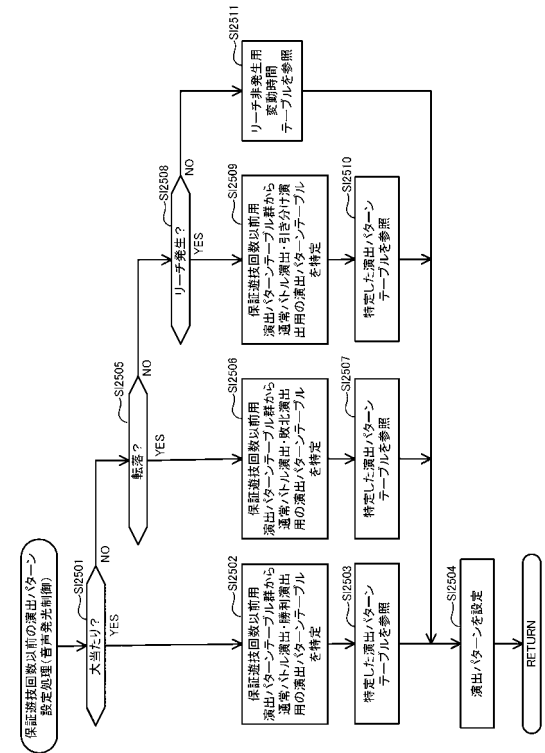 保証遊技回数以前の演出パターン
設定処理(音声発光制御)
SI2501
大当たり？
YES
NO
SI2502
保証遊技回数以前用
演出パターンテーブル群から
通常バトル演出・勝利演出
用の演出パターンテーブル
を特定
SI2503
特定した演出パターン
テーブルを参照
SI2504
演出パターンを設定
RETURN
SI2505
転落？
YES
NO
SI2506
保証遊技回数以前用
演出パターンテーブル群から
通常バトル演出・敗北演出
用の演出パターンテーブル
を特定
SI2507
特定した演出パターン
テーブルを参照
SI2508
リーチ発生？
YES
NO
SI2509
保証遊技回数以前用
演出パターンテーブル群から
通常バトル演出・引き分け演
出用の演出パターンテーブル
を特定
SI2510
特定した演出パターン
テーブルを参照
SI2511
リーチ非発生用
変動時間
テーブルを参照